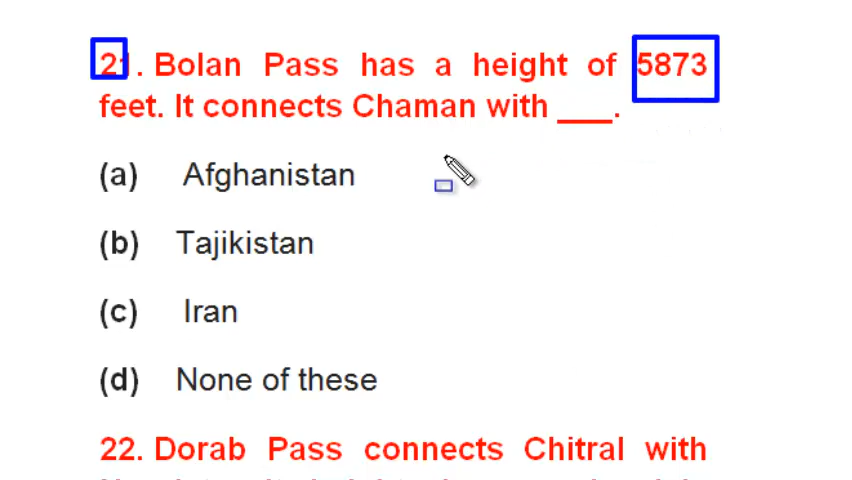 21. Bolan Pass has a height of 5873
feet. It connects Chaman with ___.
(a) Afghanistan
(b) Tajikistan
(c) Iran
(d) None of these
22. Dorab Pass connects Chitral with